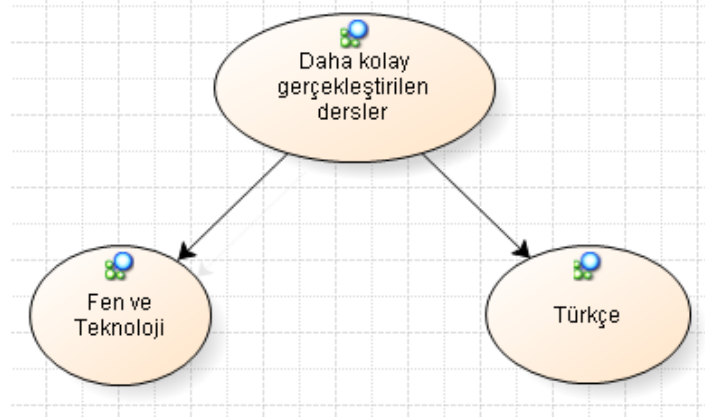 Daha kolay
gerçekleştirilen
dersler
Fen ve
Teknoloji
Türkçe